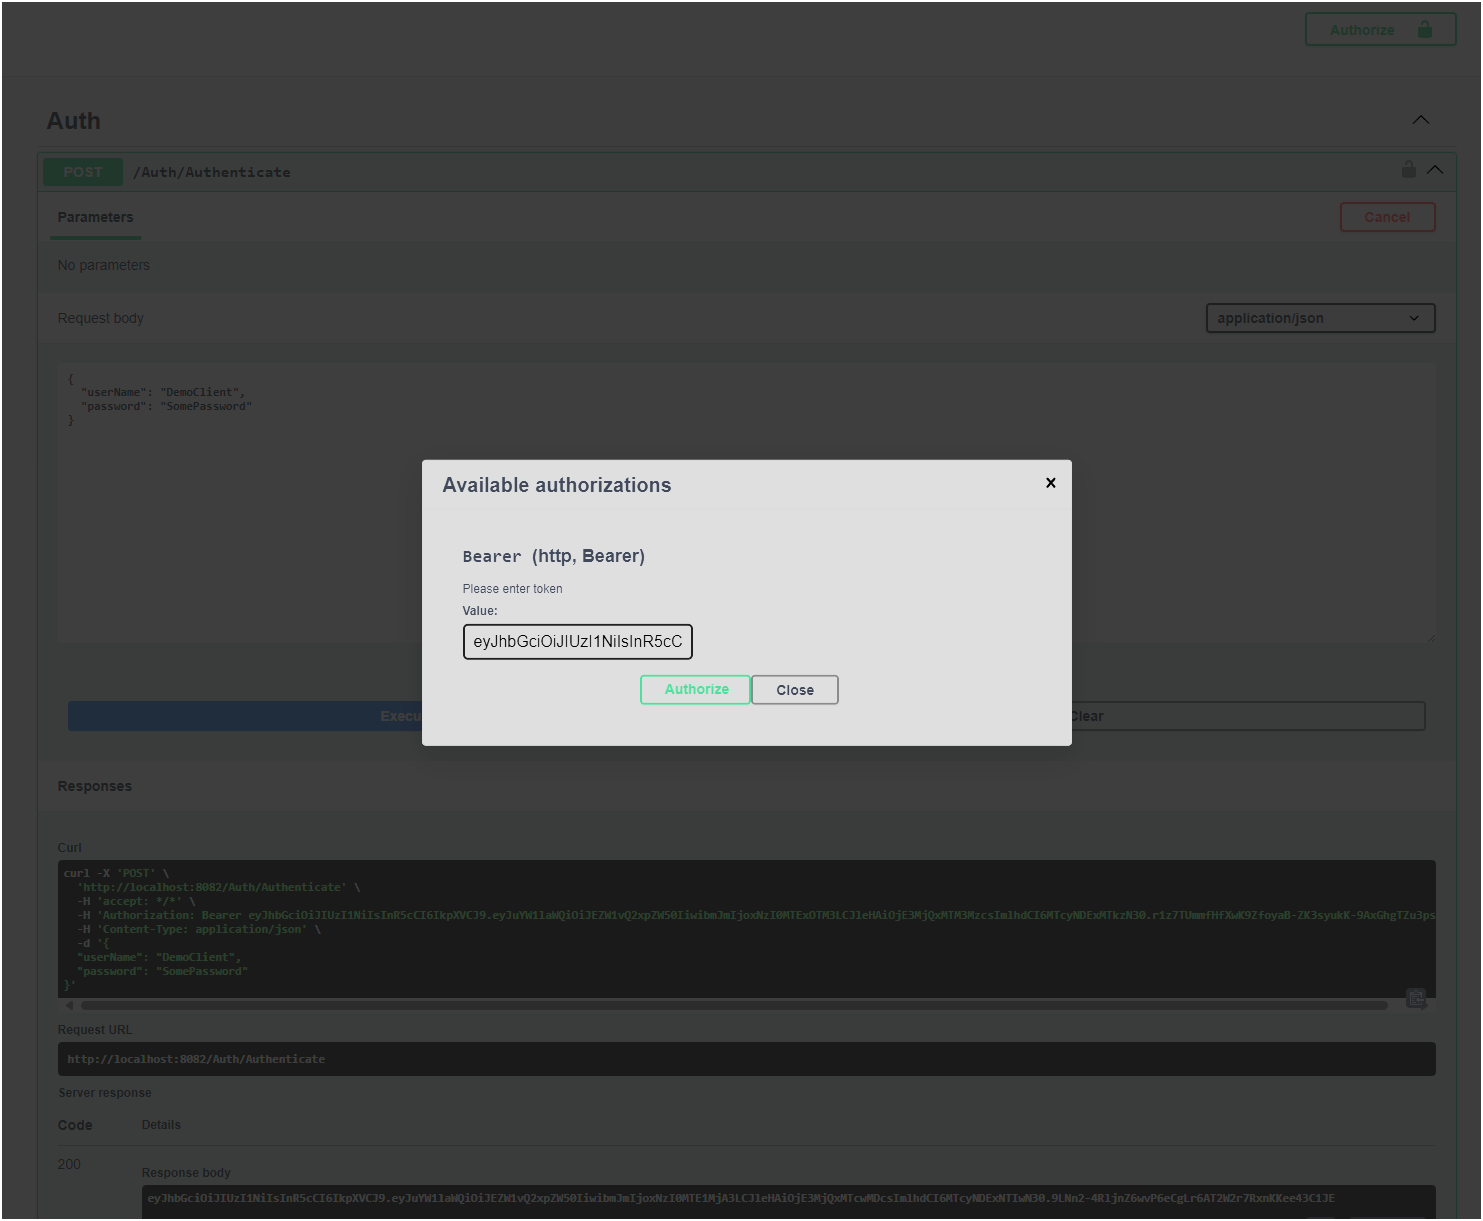 Authorize
Auth
POST /Auth/Authenticate
Parameters
Cancel
No parameters
Request body
application/json
{
"userName": "DemoClient",
"password": "SomePassword"
}
Available authorizations
Bearer (http, Bearer)
Please enter token
Value:
eyJhbGciOiJIUzI1NiIsInR5cC
Authorize Close
Execu
Clear
Responses
Curl
curl -X 'POST' \
'http://localhost:8082/Auth/Authenticate' \
-H 'accept: */*' \
-H 'Authorization: Bearer eyJhbGciOiJIUzI1NiIsInR5cCI6IkpXVCJ9.eyJuYW1laWQiOiJEZW1vQ2xpZW50IiwibmJmIjoxNzI0MTExOTM3LCJleHAiOjE3MjQxMTM3MzcsImlhdCI6MTcyNDExMTkzN30.r1z7TUmmfHfXwK9ZfoyaB-ZK3syukK-9AxGhgTZu3ps
-H 'Content-Type: application/json' \
-d '{
"userName": "DemoClient",
"password": "SomePassword"
}'
Request URL
http://localhost:8082/Auth/Authenticate
Server response
Code Details
200
Response body
eyJhbGciOiJIUzI1NiIsInR5cCI6IkpXVCJ9.eyJuYW1laWQiOiJEZW1vQ2xpZW50IiwibmJmIjoxNzI0MTE1MjA3LCJleHAiOjE3MjQxMTcwMDcsImlhdCI6MTcyNDExNTIwN30.9LNn2-4RljnZ6wvP6eCgLr6AT2W2r7RxnKKee43C1JE